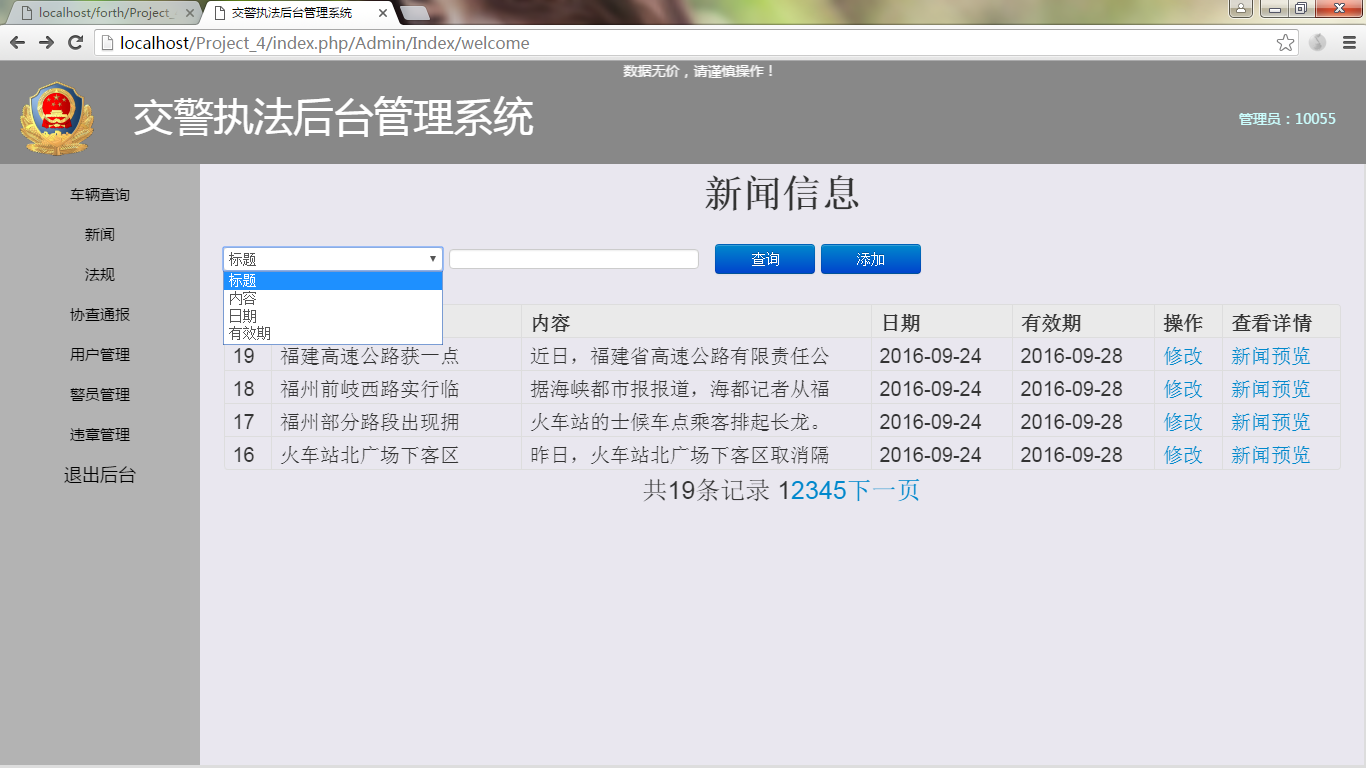 localhost/forth/Project_
交警执法后台管理系统
localhost/Project_4/index.php/Admin/Index/welcome
数据无价，请谨慎操作！
交警执法后台管理系统
管理员：10055
车辆查询
新闻
法规
协查通报
用户管理
警员管理
违章管理
退出后台
新闻信息
标题 查询 添加
标题
内容
日期
有效期
内容 日期 有效期 操作 查看详情
19 福建高速公路获一点 近日，福建省高速公路有限责任公 2016-09-24 2016-09-28 修改 新闻预览
18 福州前岐西路实行临 据海峡都市报报道，海都记者从福 2016-09-24 2016-09-28 修改 新闻预览
17 福州部分路段出现拥 火车站的士候车点乘客排起长龙。 2016-09-24 2016-09-28 修改 新闻预览
16 火车站北广场下客区 昨日，火车站北广场下客区取消隔 2016-09-24 2016-09-28 修改 新闻预览
共19条记录 12345下一页